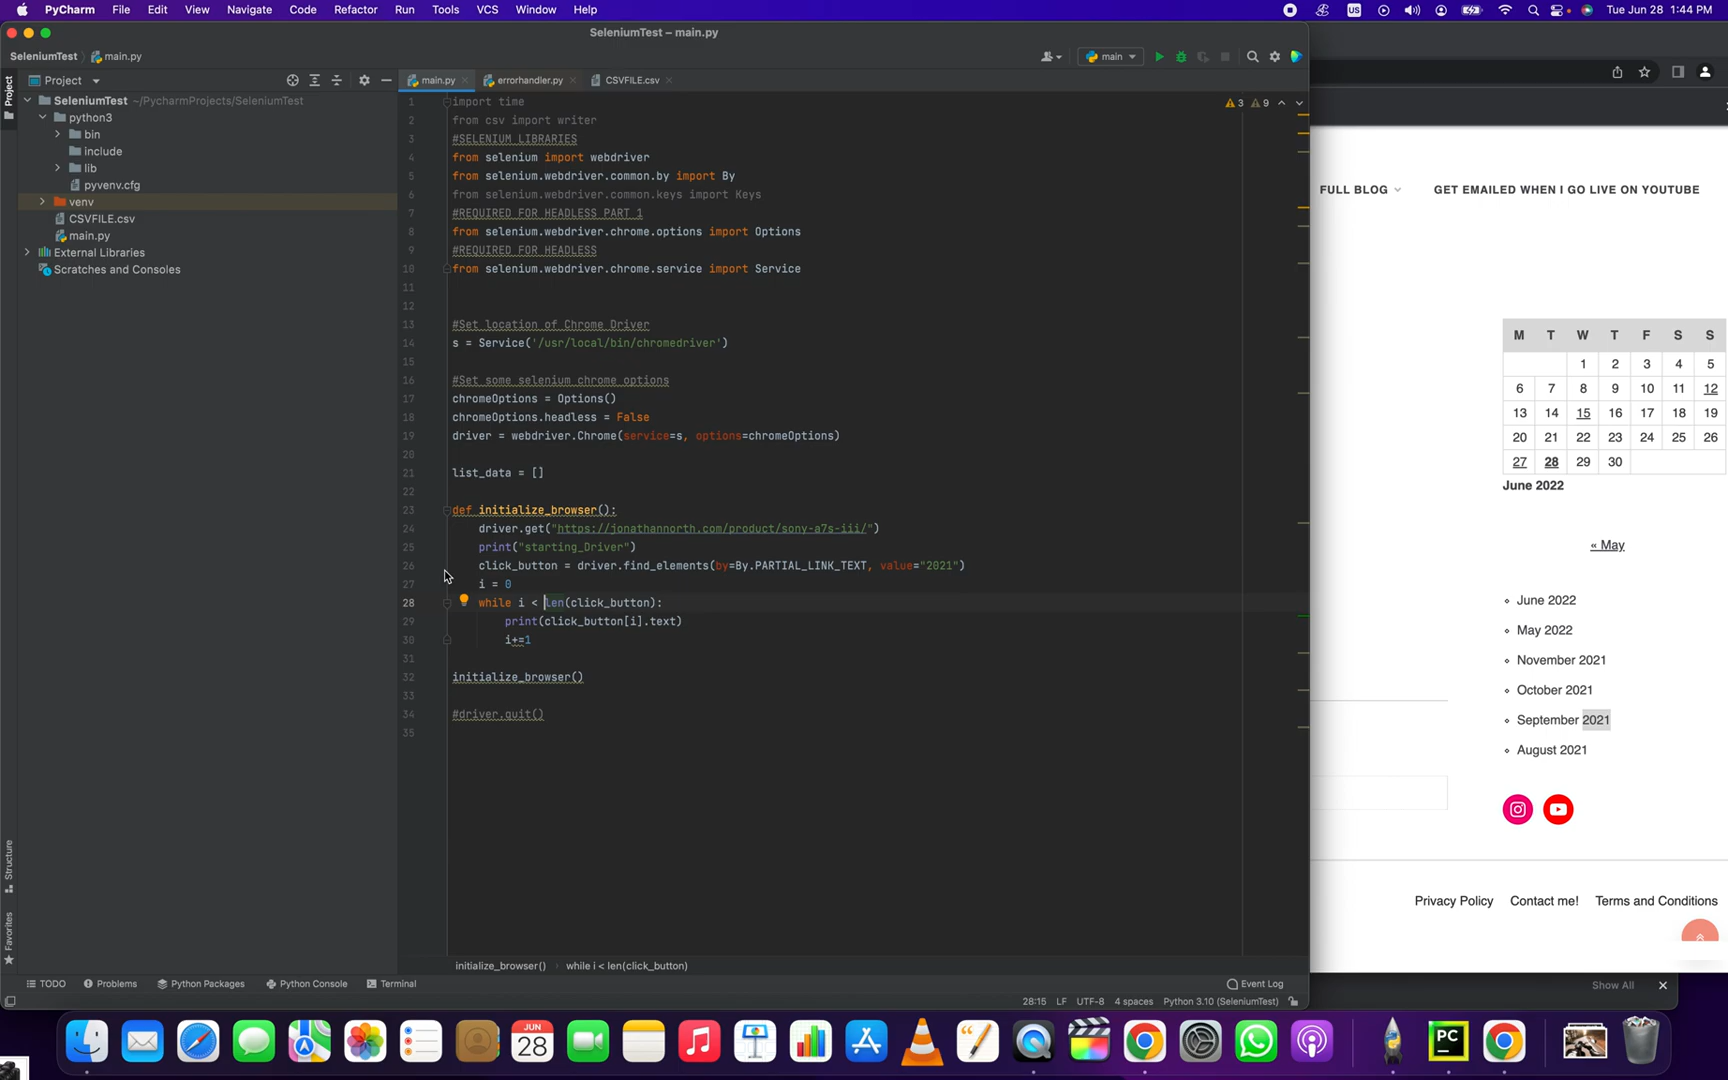 PyCharm File Edit View Navigate Code Refactor Run Tools VCS Window Help
US
Tue Jun 28 1:44 PM
SeleniumTest – main.py
SeleniumTest main.py
main
Project
main.py errorhandler.py CSVFILE.csv
Project
SeleniumTest ~/PycharmProjects/SeleniumTest
python3
bin
include
lib
pyvenv.cfg
venv
CSVFILE.csv
main.py
External Libraries
Scratches and Consoles
3 9
1 import time
2 from csv import writer
3 #SELENIUM LIBRARIES
4 from selenium import webdriver
5 from selenium.webdriver.common.by import By
6 from selenium.webdriver.common.keys import Keys
7 #REQUIRED FOR HEADLESS PART 1
8 from selenium.webdriver.chrome.options import Options
9 #REQUIRED FOR HEADLESS
10 from selenium.webdriver.chrome.service import Service
11
12
13 #Set location of Chrome Driver
14 s = Service('/usr/local/bin/chromedriver')
15
16 #Set some selenium chrome options
17 chromeOptions = Options()
18 chromeOptions.headless = False
19 driver = webdriver.Chrome(service=s, options=chromeOptions)
20
21 list_data = []
22
23 def initialize_browser():
24 driver.get("https://jonathannorth.com/product/sony-a7s-iii/")
25 print("starting_Driver")
26 click_button = driver.find_elements(by=By.PARTIAL_LINK_TEXT, value="2021")
27 i = 0
28 while i < len(click_button):
29 print(click_button[i].text)
30 i+=1
31
32 initialize_browser()
33
34 #driver.quit()
35
initialize_browser() while i < len(click_button)
Structure
Favorites
TODO Problems Python Packages Python Console Terminal
Event Log
28:15 LF UTF-8 4 spaces Python 3.10 (SeleniumTest)
FULL BLOG GET EMAILED WHEN I GO LIVE ON YOUTUBE
M T W T F S S
1 2 3 4 5
6 7 8 9 10 11 12
13 14 15 16 17 18 19
20 21 22 23 24 25 26
27 28 29 30
June 2022
« May
June 2022
May 2022
November 2021
October 2021
September 2021
August 2021
Privacy Policy Contact me! Terms and Conditions
Show All
JUN
28
PC